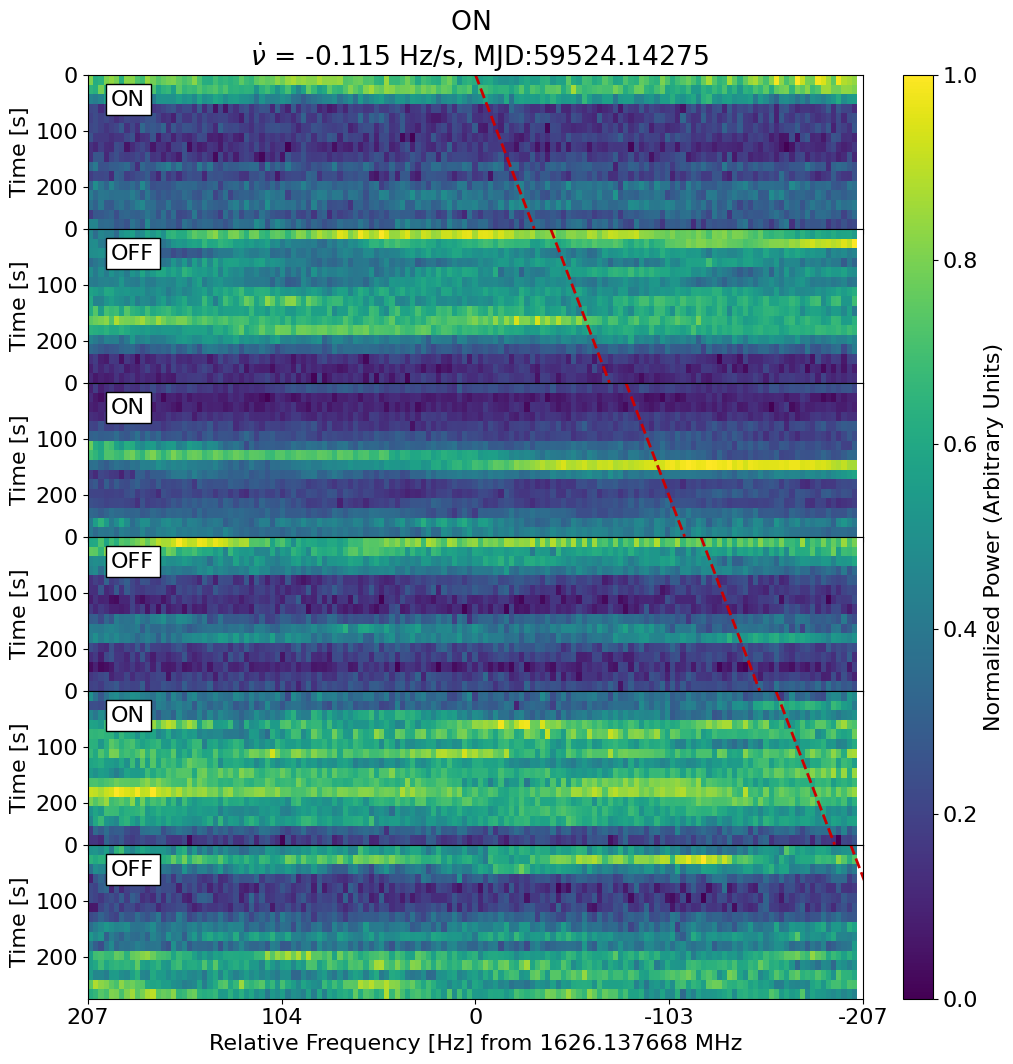 ON
ν̇ = -0.115 Hz/s, MJD:59524.14275
0
ON
100
Time [s]
200
0
OFF
100
Time [s]
200
0
ON
100
Time [s]
200
0
OFF
100
Time [s]
200
0
ON
100
Time [s]
200
0
OFF
100
Time [s]
200
207 104 0 -103 -207
Relative Frequency [Hz] from 1626.137668 MHz
1.0
0.8
0.6
0.4
0.2
0.0
Normalized Power (Arbitrary Units)